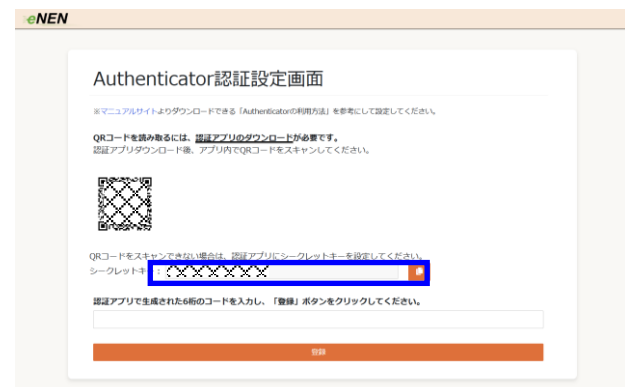 eNEN
Authenticator認証設定画面
※マニュアルサイトよりダウンロードできる「Authenticatorの利用方法」を参考にして設定してください。
QRコードを読み取るには、認証アプリのダウンロードが必要です。
認証アプリダウンロード後、アプリ内でQRコードをスキャンしてください。
QRコードをスキャンできない場合は、認証アプリにシークレットキーを設定してください。
シークレットキー：
認証アプリで生成された6桁のコードを入力し、「登録」ボタンをクリックしてください。
登録